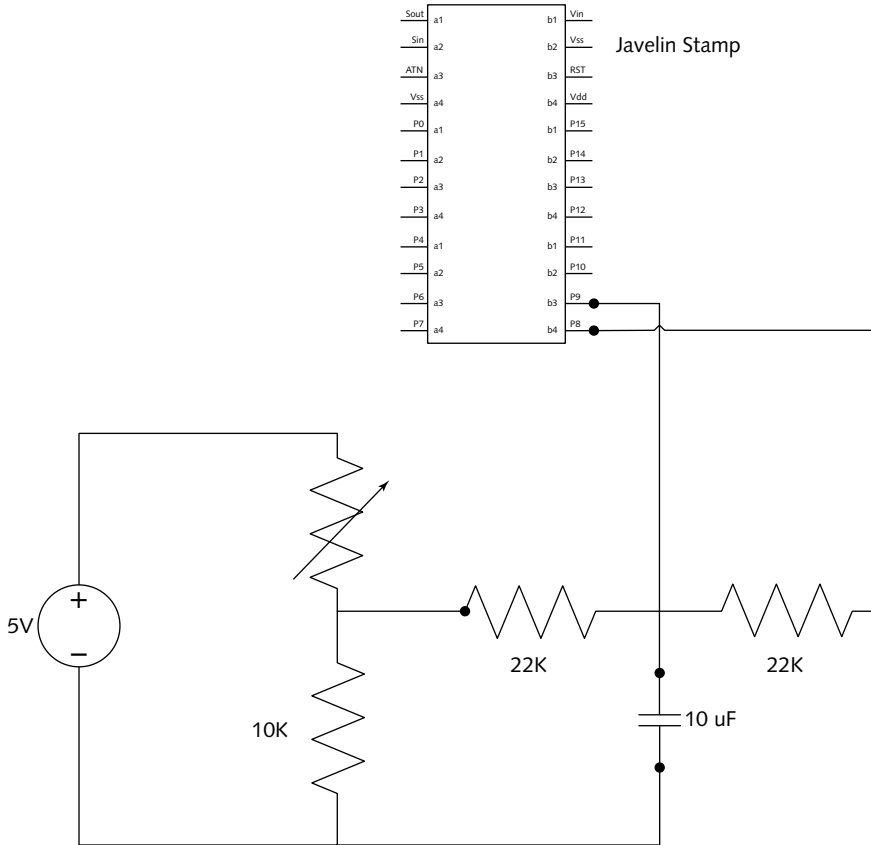 Sout a1 b1 Vin
Sin a2 b2 Vss
Javelin Stamp
ATN a3 b3 RST
Vss a4 b4 Vdd
P0 a1 b1 P15
P1 a2 b2 P14
P2 a3 b3 P13
P3 a4 b4 P12
P4 a1 b1 P11
P5 a2 b2 P10
P6 a3 b3 P9
P7 a4 b4 P8
+
5V
−
22K
22K
10K
10 uF